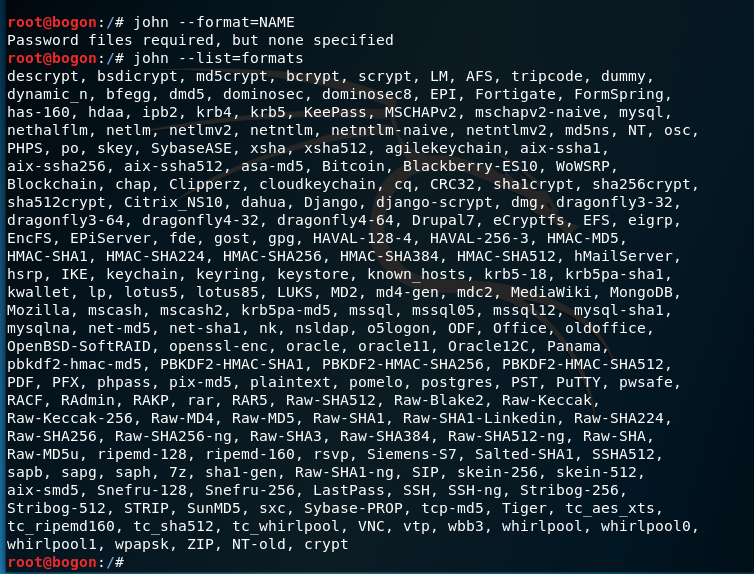 root@bogon:/# john --format=NAME
Password files required, but none specified
root@bogon:/# john --list=formats
descrypt, bsdicrypt, md5crypt, bcrypt, scrypt, LM, AFS, tripcode, dummy,
dynamic_n, bfegg, dmd5, dominosec, dominosec8, EPI, Fortigate, FormSpring,
has-160, hdaa, ipb2, krb4, krb5, KeePass, MSCHAPv2, mschapv2-naive, mysql,
nethalflm, netlm, netlmv2, netntlm, netntlm-naive, netntlmv2, md5ns, NT, osc,
PHPS, po, skey, SybaseASE, xsha, xsha512, agilekeychain, aix-ssha1,
aix-ssha256, aix-ssha512, asa-md5, Bitcoin, Blackberry-ES10, WoWSRP,
Blockchain, chap, Clipperz, cloudkeychain, cq, CRC32, sha1crypt, sha256crypt,
sha512crypt, Citrix_NS10, dahua, Django, django-scrypt, dmg, dragonfly3-32,
dragonfly3-64, dragonfly4-32, dragonfly4-64, Drupal7, eCryptfs, EFS, eigrp,
EncFS, EPiServer, fde, gost, gpg, HAVAL-128-4, HAVAL-256-3, HMAC-MD5,
HMAC-SHA1, HMAC-SHA224, HMAC-SHA256, HMAC-SHA384, HMAC-SHA512, hMailServer,
hsrp, IKE, keychain, keyring, keystore, known_hosts, krb5-18, krb5pa-sha1,
kwallet, lp, lotus5, lotus85, LUKS, MD2, md4-gen, mdc2, MediaWiki, MongoDB,
Mozilla, mscash, mscash2, krb5pa-md5, mssql, mssql05, mssql12, mysql-sha1,
mysqlna, net-md5, net-sha1, nk, nsldap, o5logon, ODF, Office, oldoffice,
OpenBSD-SoftRAID, openssl-enc, oracle, oracle11, Oracle12C, Panama,
pbkdf2-hmac-md5, PBKDF2-HMAC-SHA1, PBKDF2-HMAC-SHA256, PBKDF2-HMAC-SHA512,
PDF, PFX, phpass, pix-md5, plaintext, pomelo, postgres, PST, PuTTY, pwsafe,
RACF, RAdmin, RAKP, rar, RAR5, Raw-SHA512, Raw-Blake2, Raw-Keccak,
Raw-Keccak-256, Raw-MD4, Raw-MD5, Raw-SHA1, Raw-SHA1-Linkedin, Raw-SHA224,
Raw-SHA256, Raw-SHA256-ng, Raw-SHA3, Raw-SHA384, Raw-SHA512-ng, Raw-SHA,
Raw-MD5u, ripemd-128, ripemd-160, rsvp, Siemens-S7, Salted-SHA1, SSHA512,
sapb, sapg, saph, 7z, sha1-gen, Raw-SHA1-ng, SIP, skein-256, skein-512,
aix-smd5, Snefru-128, Snefru-256, LastPass, SSH, SSH-ng, Stribog-256,
Stribog-512, STRIP, SunMD5, sxc, Sybase-PROP, tcp-md5, Tiger, tc_aes_xts,
tc_ripemd160, tc_sha512, tc_whirlpool, VNC, vtp, wbb3, whirlpool, whirlpool0,
whirlpool1, wpapsk, ZIP, NT-old, crypt
root@bogon:/#